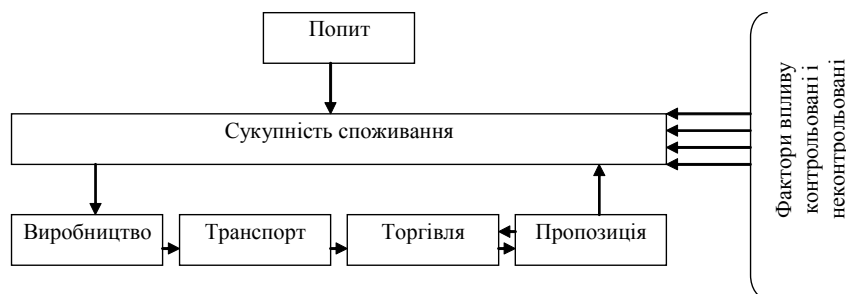 Попит
Сукупність споживання
Виробництво
Транспорт
Торгівля
Пропозиція
Фактори впливу
контрольовані і
неконтрольовані